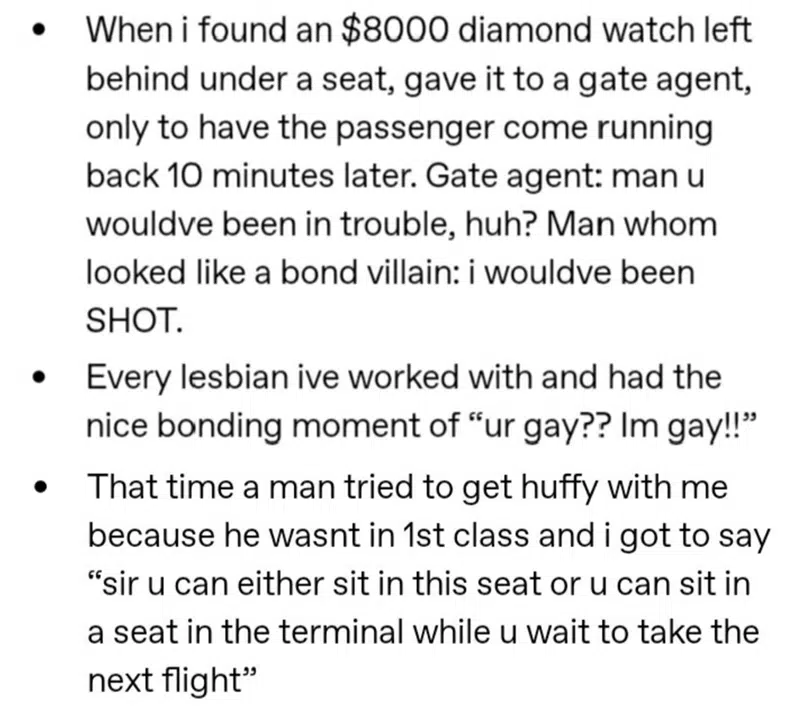 • When i found an $8000 diamond watch left
behind under a seat, gave it to a gate agent,
only to have the passenger come running
back 10 minutes later. Gate agent: man u
wouldve been in trouble, huh? Man whom
looked like a bond villain: i wouldve been
SHOT.
• Every lesbian ive worked with and had the
nice bonding moment of “ur gay?? Im gay!!”
• That time a man tried to get huffy with me
because he wasnt in 1st class and i got to say
“sir u can either sit in this seat or u can sit in
a seat in the terminal while u wait to take the
next flight”